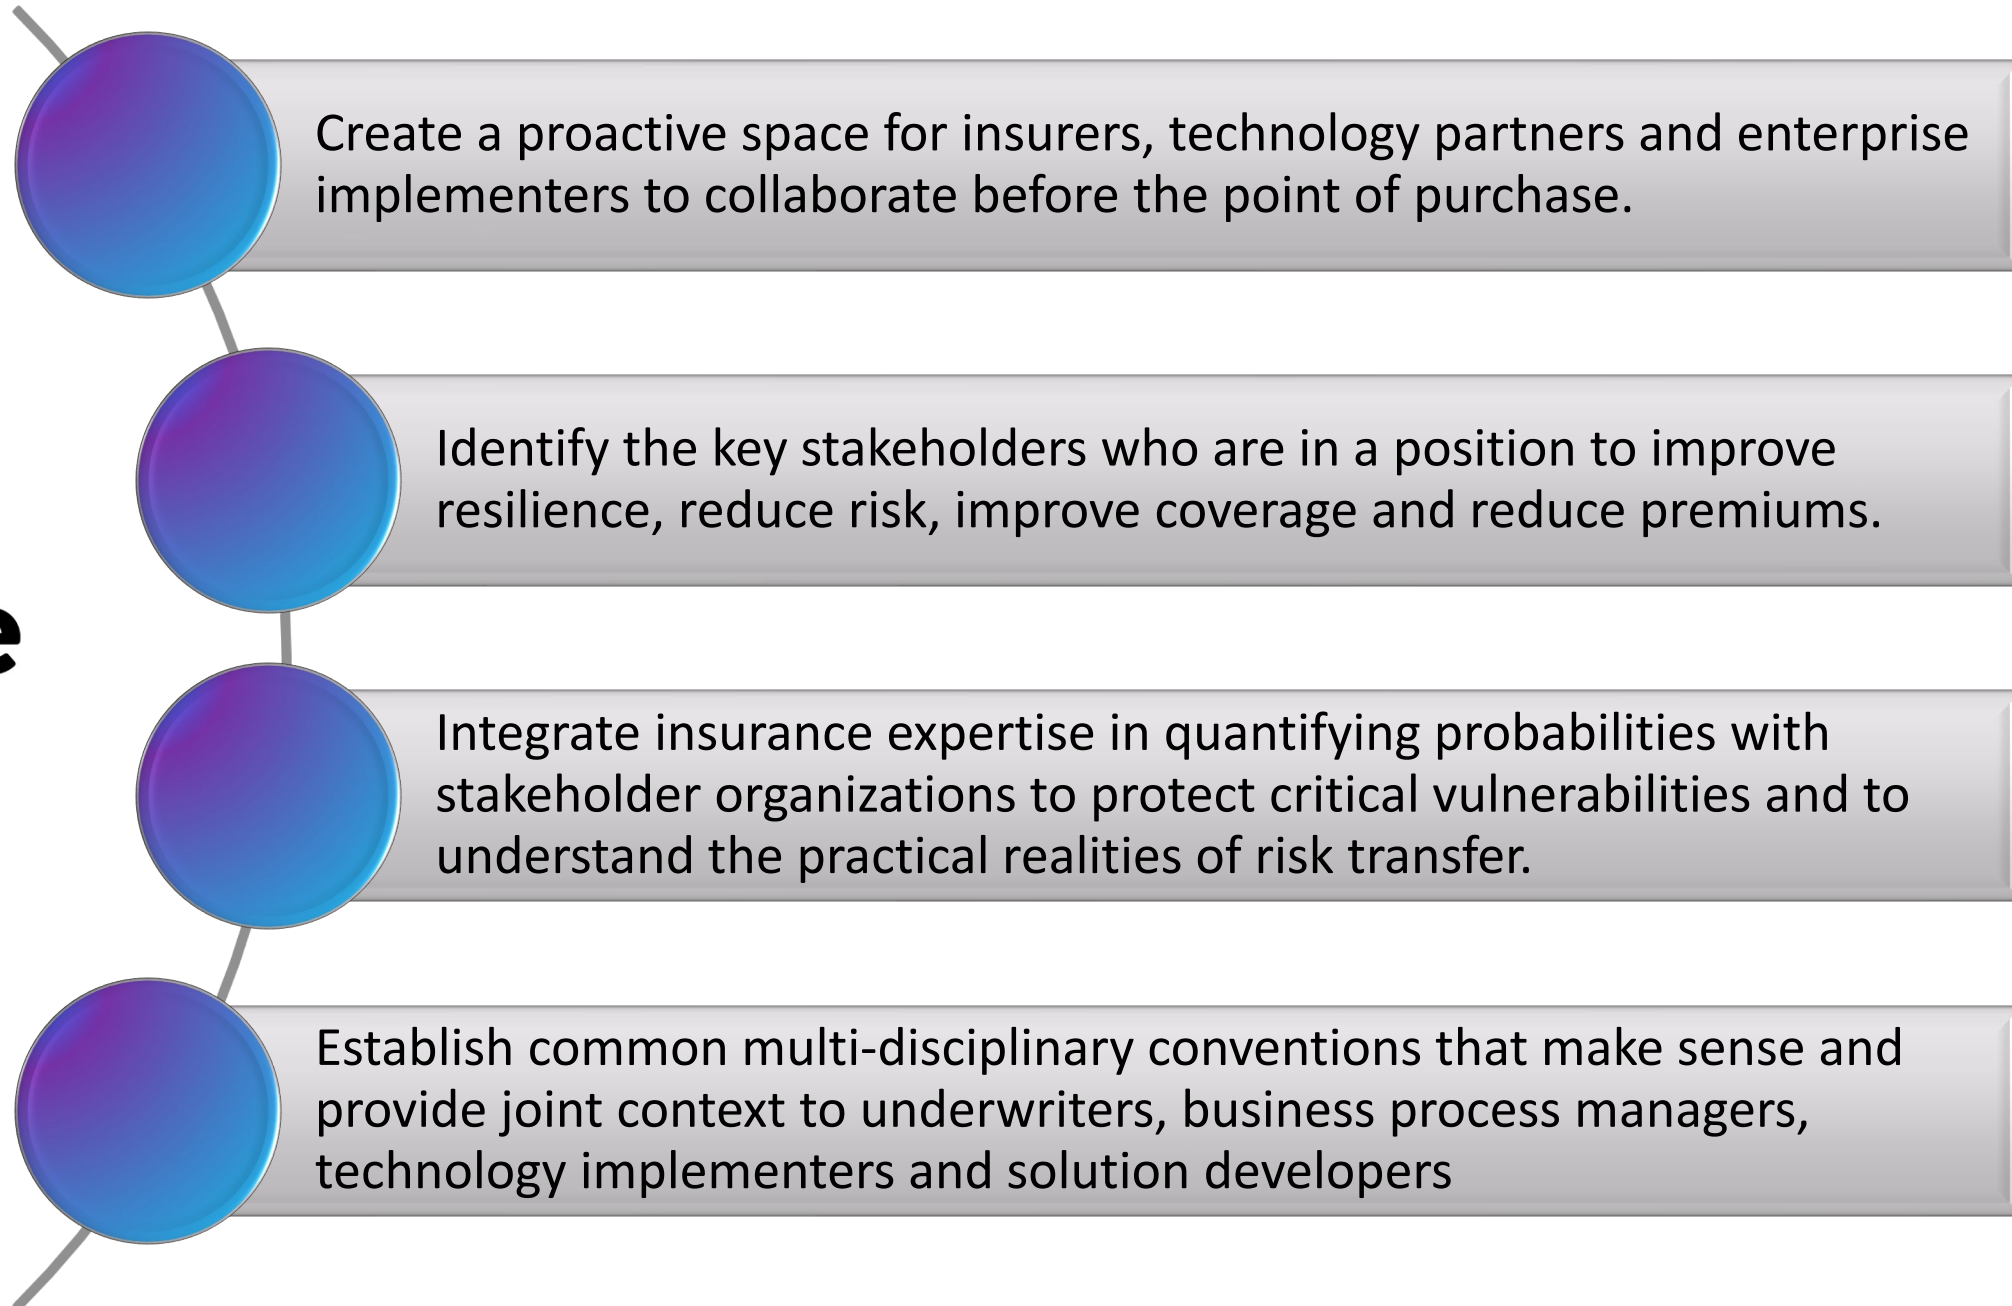 Create a proactive space for insurers, technology partners and enterprise
implementers to collaborate before the point of purchase.
Identify the key stakeholders who are in a position to improve
resilience, reduce risk, improve coverage and reduce premiums.
e
Integrate insurance expertise in quantifying probabilities with
stakeholder organizations to protect critical vulnerabilities and to
understand the practical realities of risk transfer.
Establish common multi-disciplinary conventions that make sense and
provide joint context to underwriters, business process managers,
technology implementers and solution developers